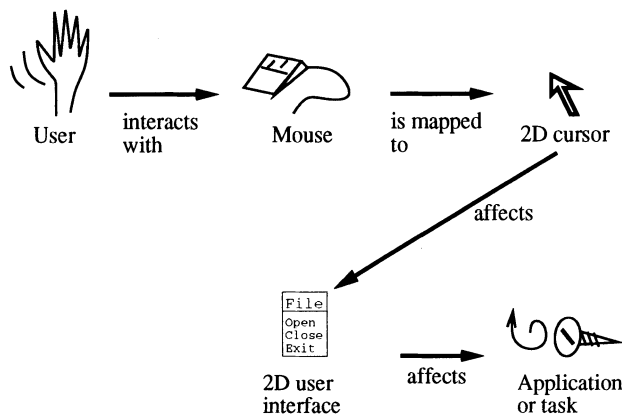 User
interacts
with
Mouse
is mapped
to
2D cursor
affects
File
Open
Close
Exit
2D user
interface
affects
Application
or task